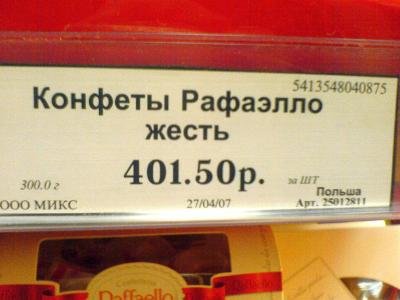 5413548040875
Конфеты Рафаэлло
жесть
401.50р. за ШТ
300.0 г
Польша
ООО МИКС 27/04/07 Арт. 25012811
Confetteria
Raffaello